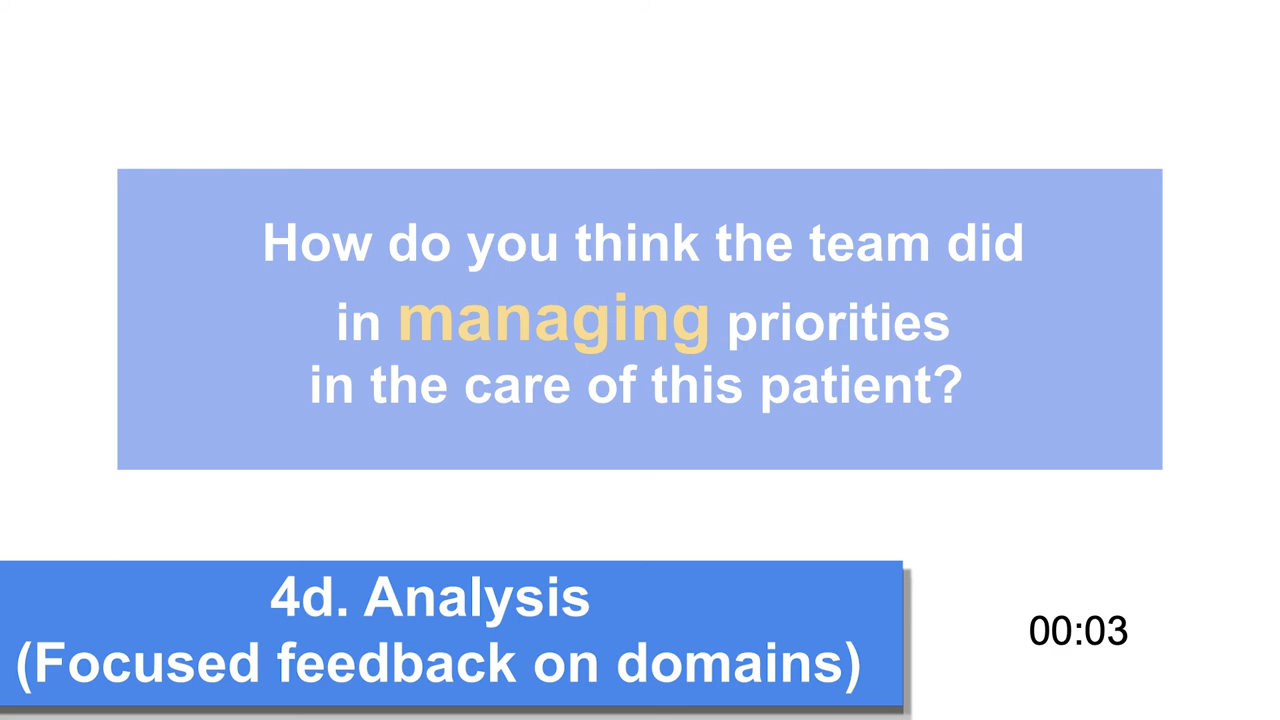 How do you think the team did
in managing priorities
in the care of this patient?
4d. Analysis
(Focused feedback on domains)
00:03